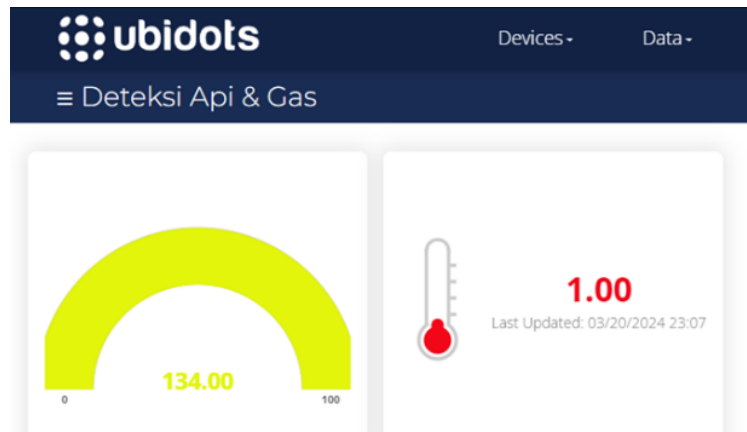 ubidots
Devices
Data
≡ Deteksi Api & Gas
134.00
0
100
1.00
Last Updated: 03/20/2024 23:07